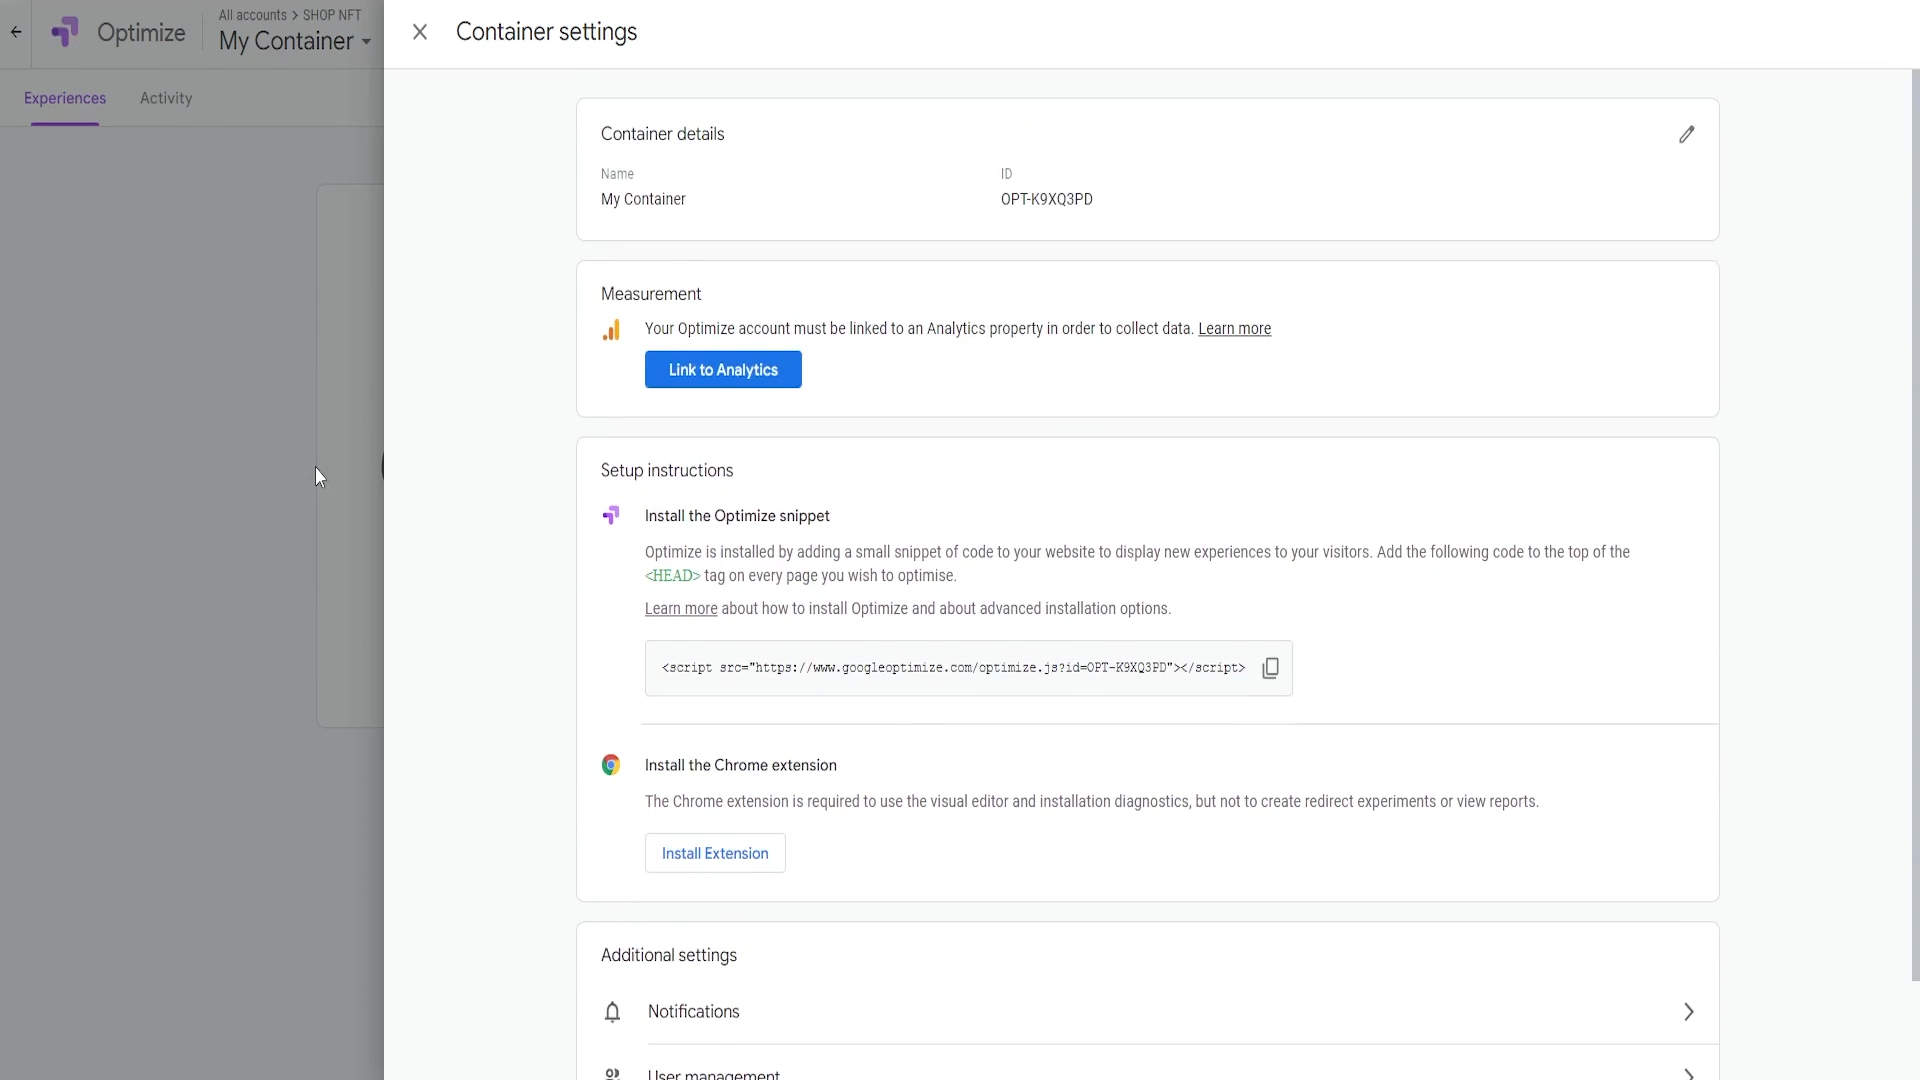 All accounts > SHOP NFT
Optimize
My Container
Experiences
Activity
Container settings
Container details
Name
ID
My Container
OPT-K9XQ3PD
Measurement
Your Optimize account must be linked to an Analytics property in order to collect data. Learn more
Link to Analytics
Setup instructions
Install the Optimize snippet
Optimize is installed by adding a small snippet of code to your website to display new experiences to your visitors. Add the following code to the top of the
<HEAD> tag on every page you wish to optimise.
Learn more about how to install Optimize and about advanced installation options.
<script src="https://www.googleoptimize.com/optimize.js?id=OPT-K9XQ3PD"></script>
Install the Chrome extension
The Chrome extension is required to use the visual editor and installation diagnostics, but not to create redirect experiments or view reports.
Install Extension
Additional settings
Notifications
User management